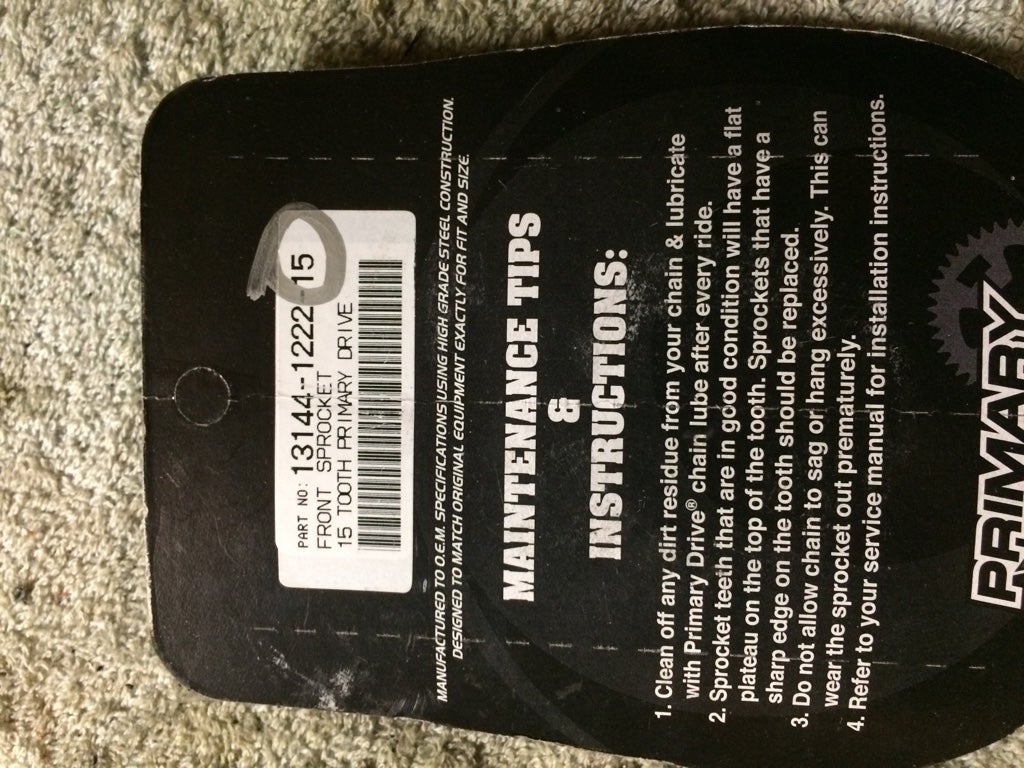 PART NO: 13144--12222-15
FRONT SPROCKET
15 TOOTH PRIMARY DRIVE
MANUFACTURED TO O.E.M. SPECIFICATIONS USING HIGH GRADE STEEL CONSTRUCTION.
DESIGNED TO MATCH ORIGINAL EQUIPMENT EXACTLY FOR FIT AND SIZE.
MAINTENANCE TIPS
&
INSTRUCTIONS:
1. Clean off any dirt residue from your chain & lubricate
with Primary Drive® chain lube after every ride.
2. Sprocket teeth that are in good condition will have a flat
plateau on the top of the tooth. Sprockets that have a
sharp edge on the tooth should be replaced.
3. Do not allow chain to sag or hang excessively. This can
wear the sprocket out prematurely.
4. Refer to your service manual for installation instructions.
PRIMARY